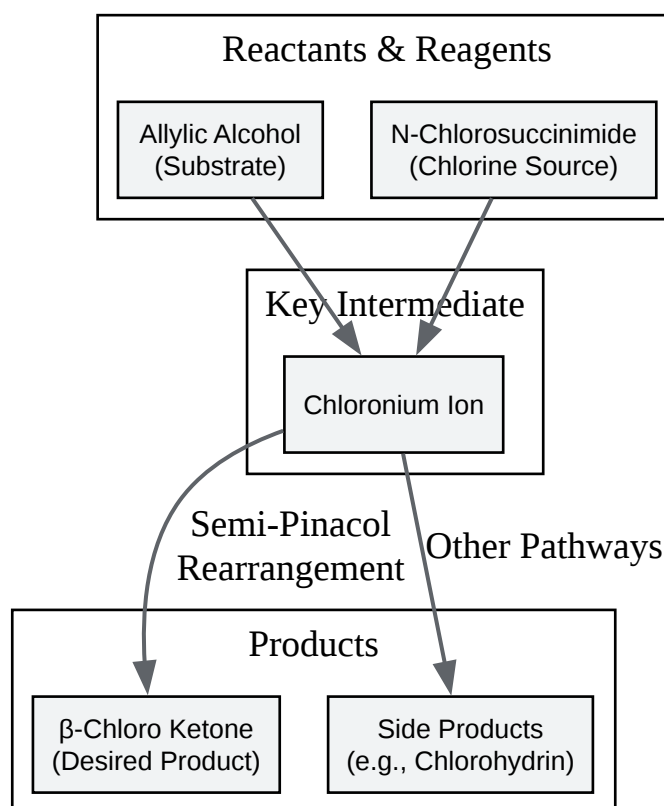 Reactants & Reagents
Allylic Alcohol
(Substrate)
N-Chlorosuccinimide
(Chlorine Source)
Key Intermediate
Chloronium Ion
Semi-Pinacol
Rearrangement
Other Pathways
Products
β-Chloro Ketone
(Desired Product)
Side Products
(e.g., Chlorohydrin)